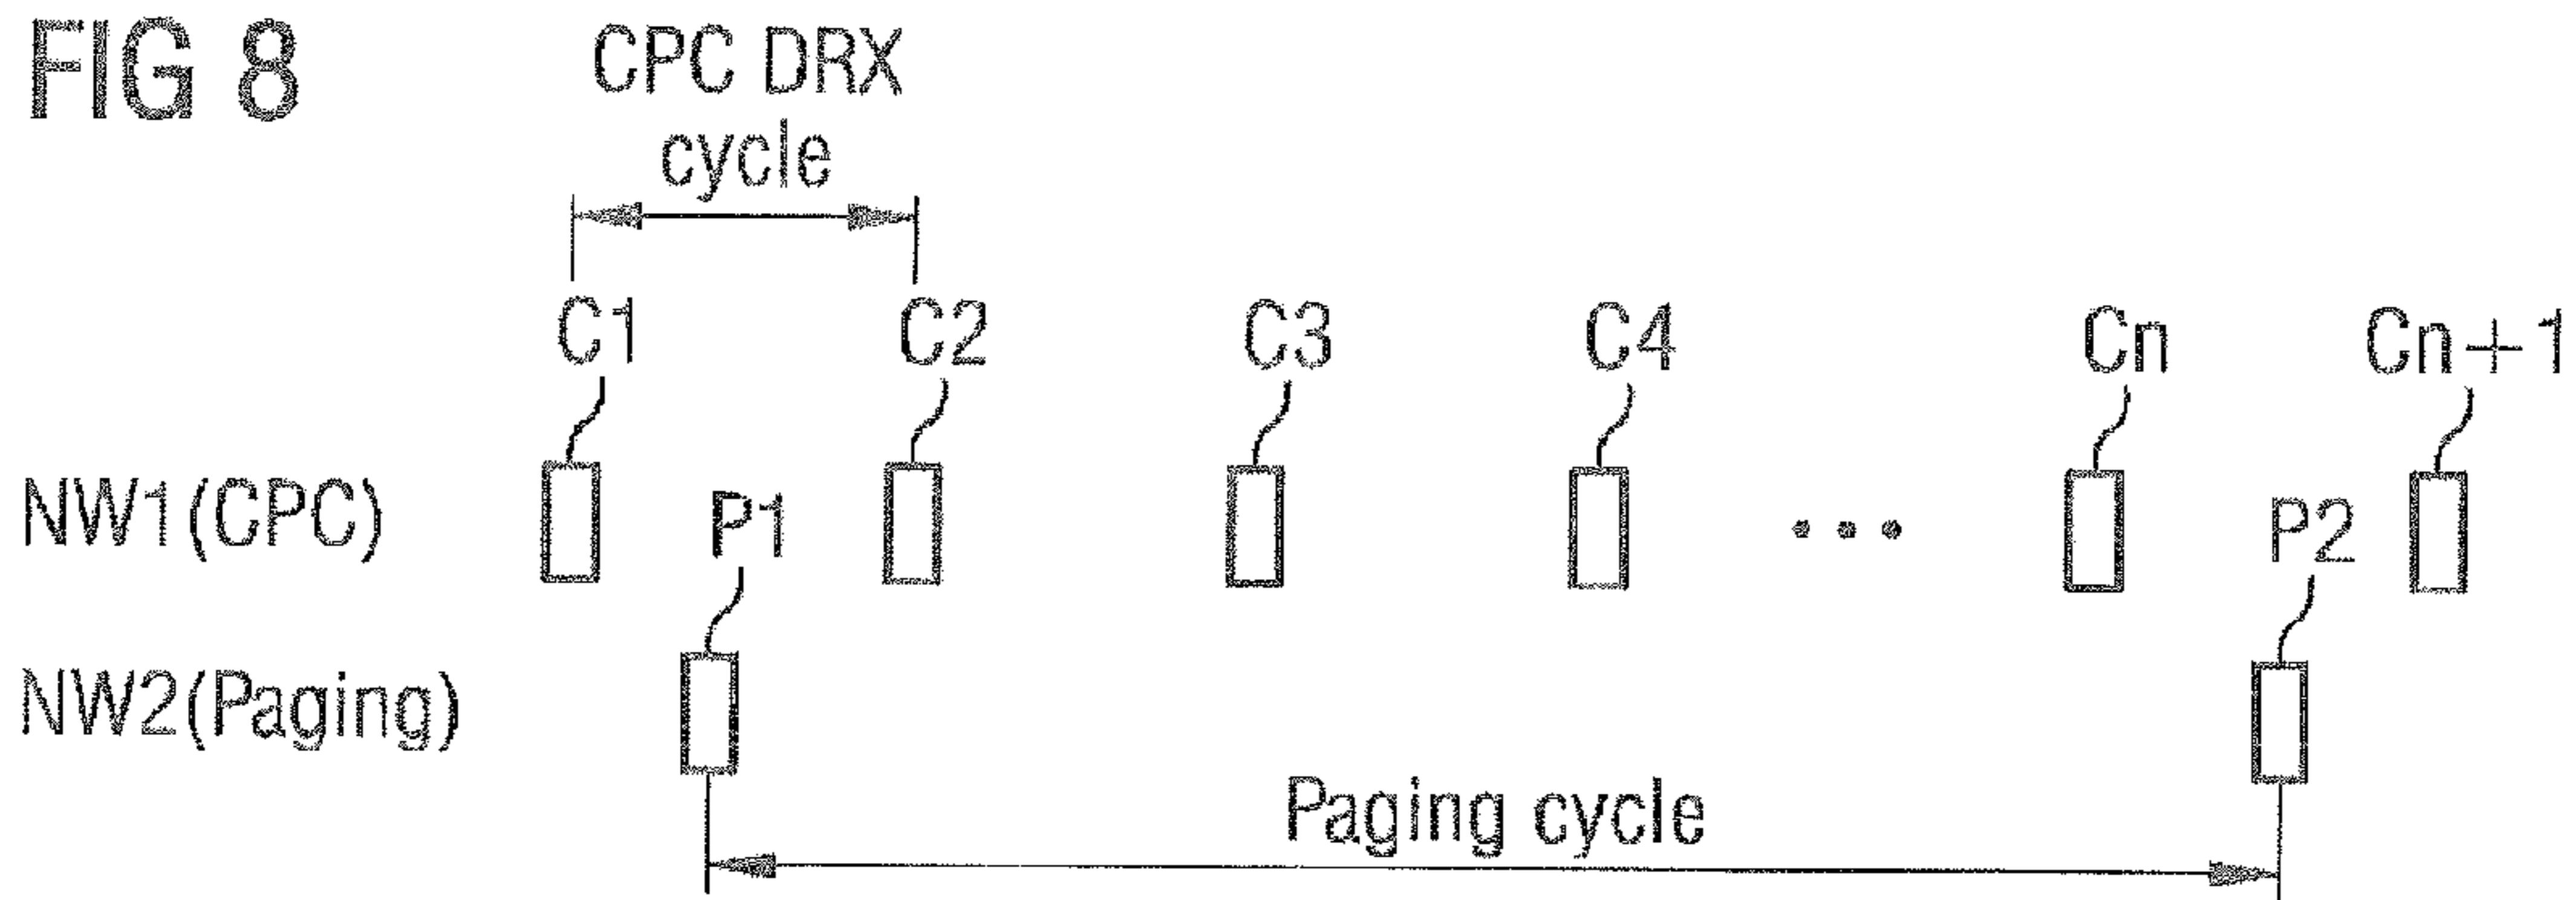 FIG 8
CPC DRX
cycle
C1 C2 C3 C4 Cn Cn+1
NW1(CPC) P1 ... P2
NW2(Paging)
Paging cycle